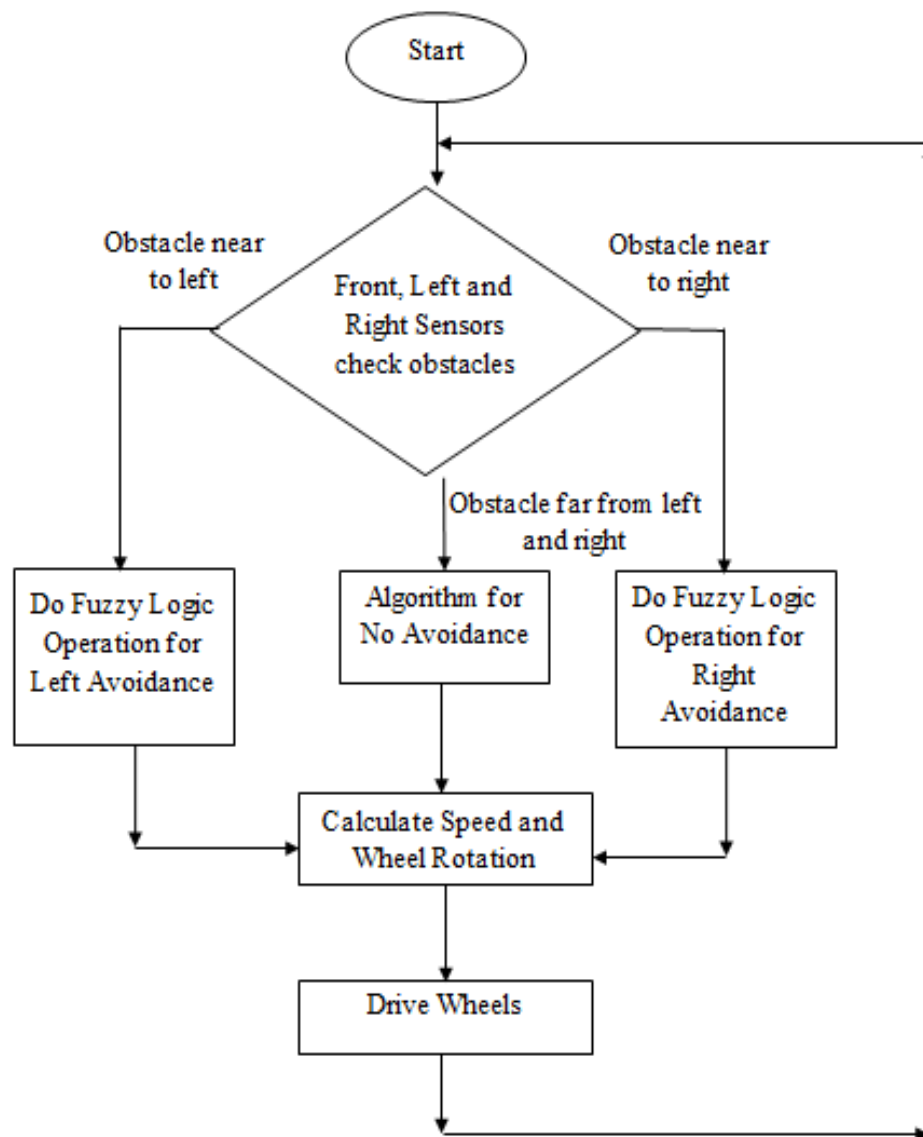 Start
Obstacle near
to left
Obstacle near
to right
Front, Left and
Right Sensors
check obstacles
Obstacle far from left
and right
Do Fuzzy Logic
Operation for
Left Avoidance
Algorithm for
No Avoidance
Do Fuzzy Logic
Operation for
Right
Avoidance
Calculate Speed and
Wheel Rotation
Drive Wheels